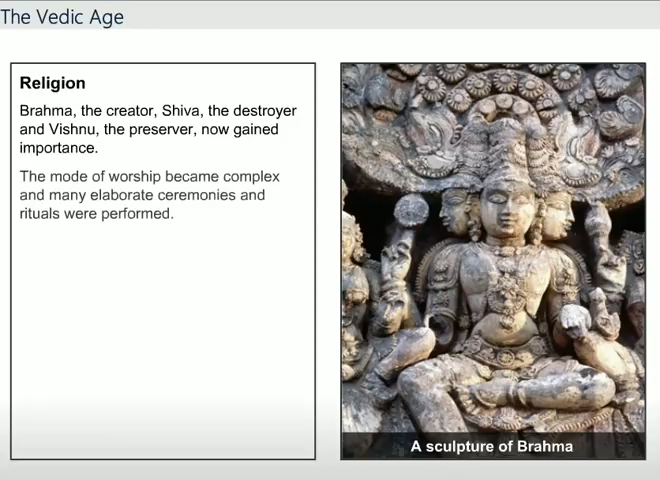 The Vedic Age
Religion
Brahma, the creator, Shiva, the destroyer
and Vishnu, the preserver, now gained
importance.
The mode of worship became complex
and many elaborate ceremonies and
rituals were performed.
A sculpture of Brahma